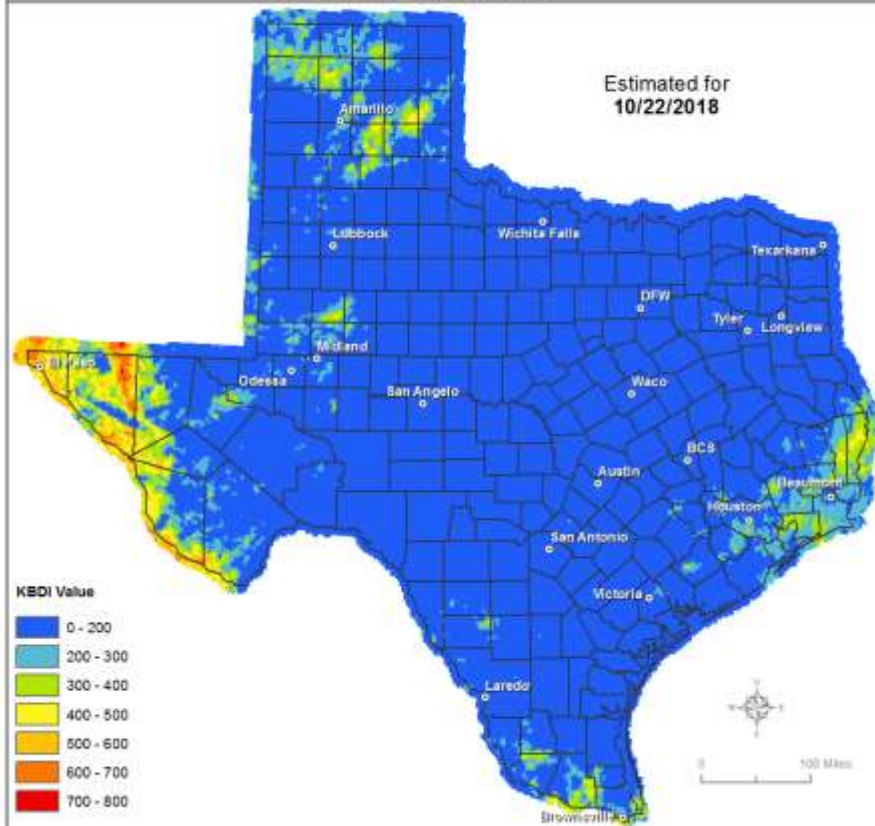 Estimated for
10/22/2018
Amarillo
Lubbock
Wichita Falls
Texarkana
DFW
Tyler
Longview
Midland
Odessa
San Angelo
Waco
BCS
Austin
Beaumont
Houston
San Antonio
Victoria
Laredo
Brownsville
KBDI Value
0 - 200
200 - 300
300 - 400
400 - 500
500 - 600
600 - 700
700 - 800
0 100 Miles